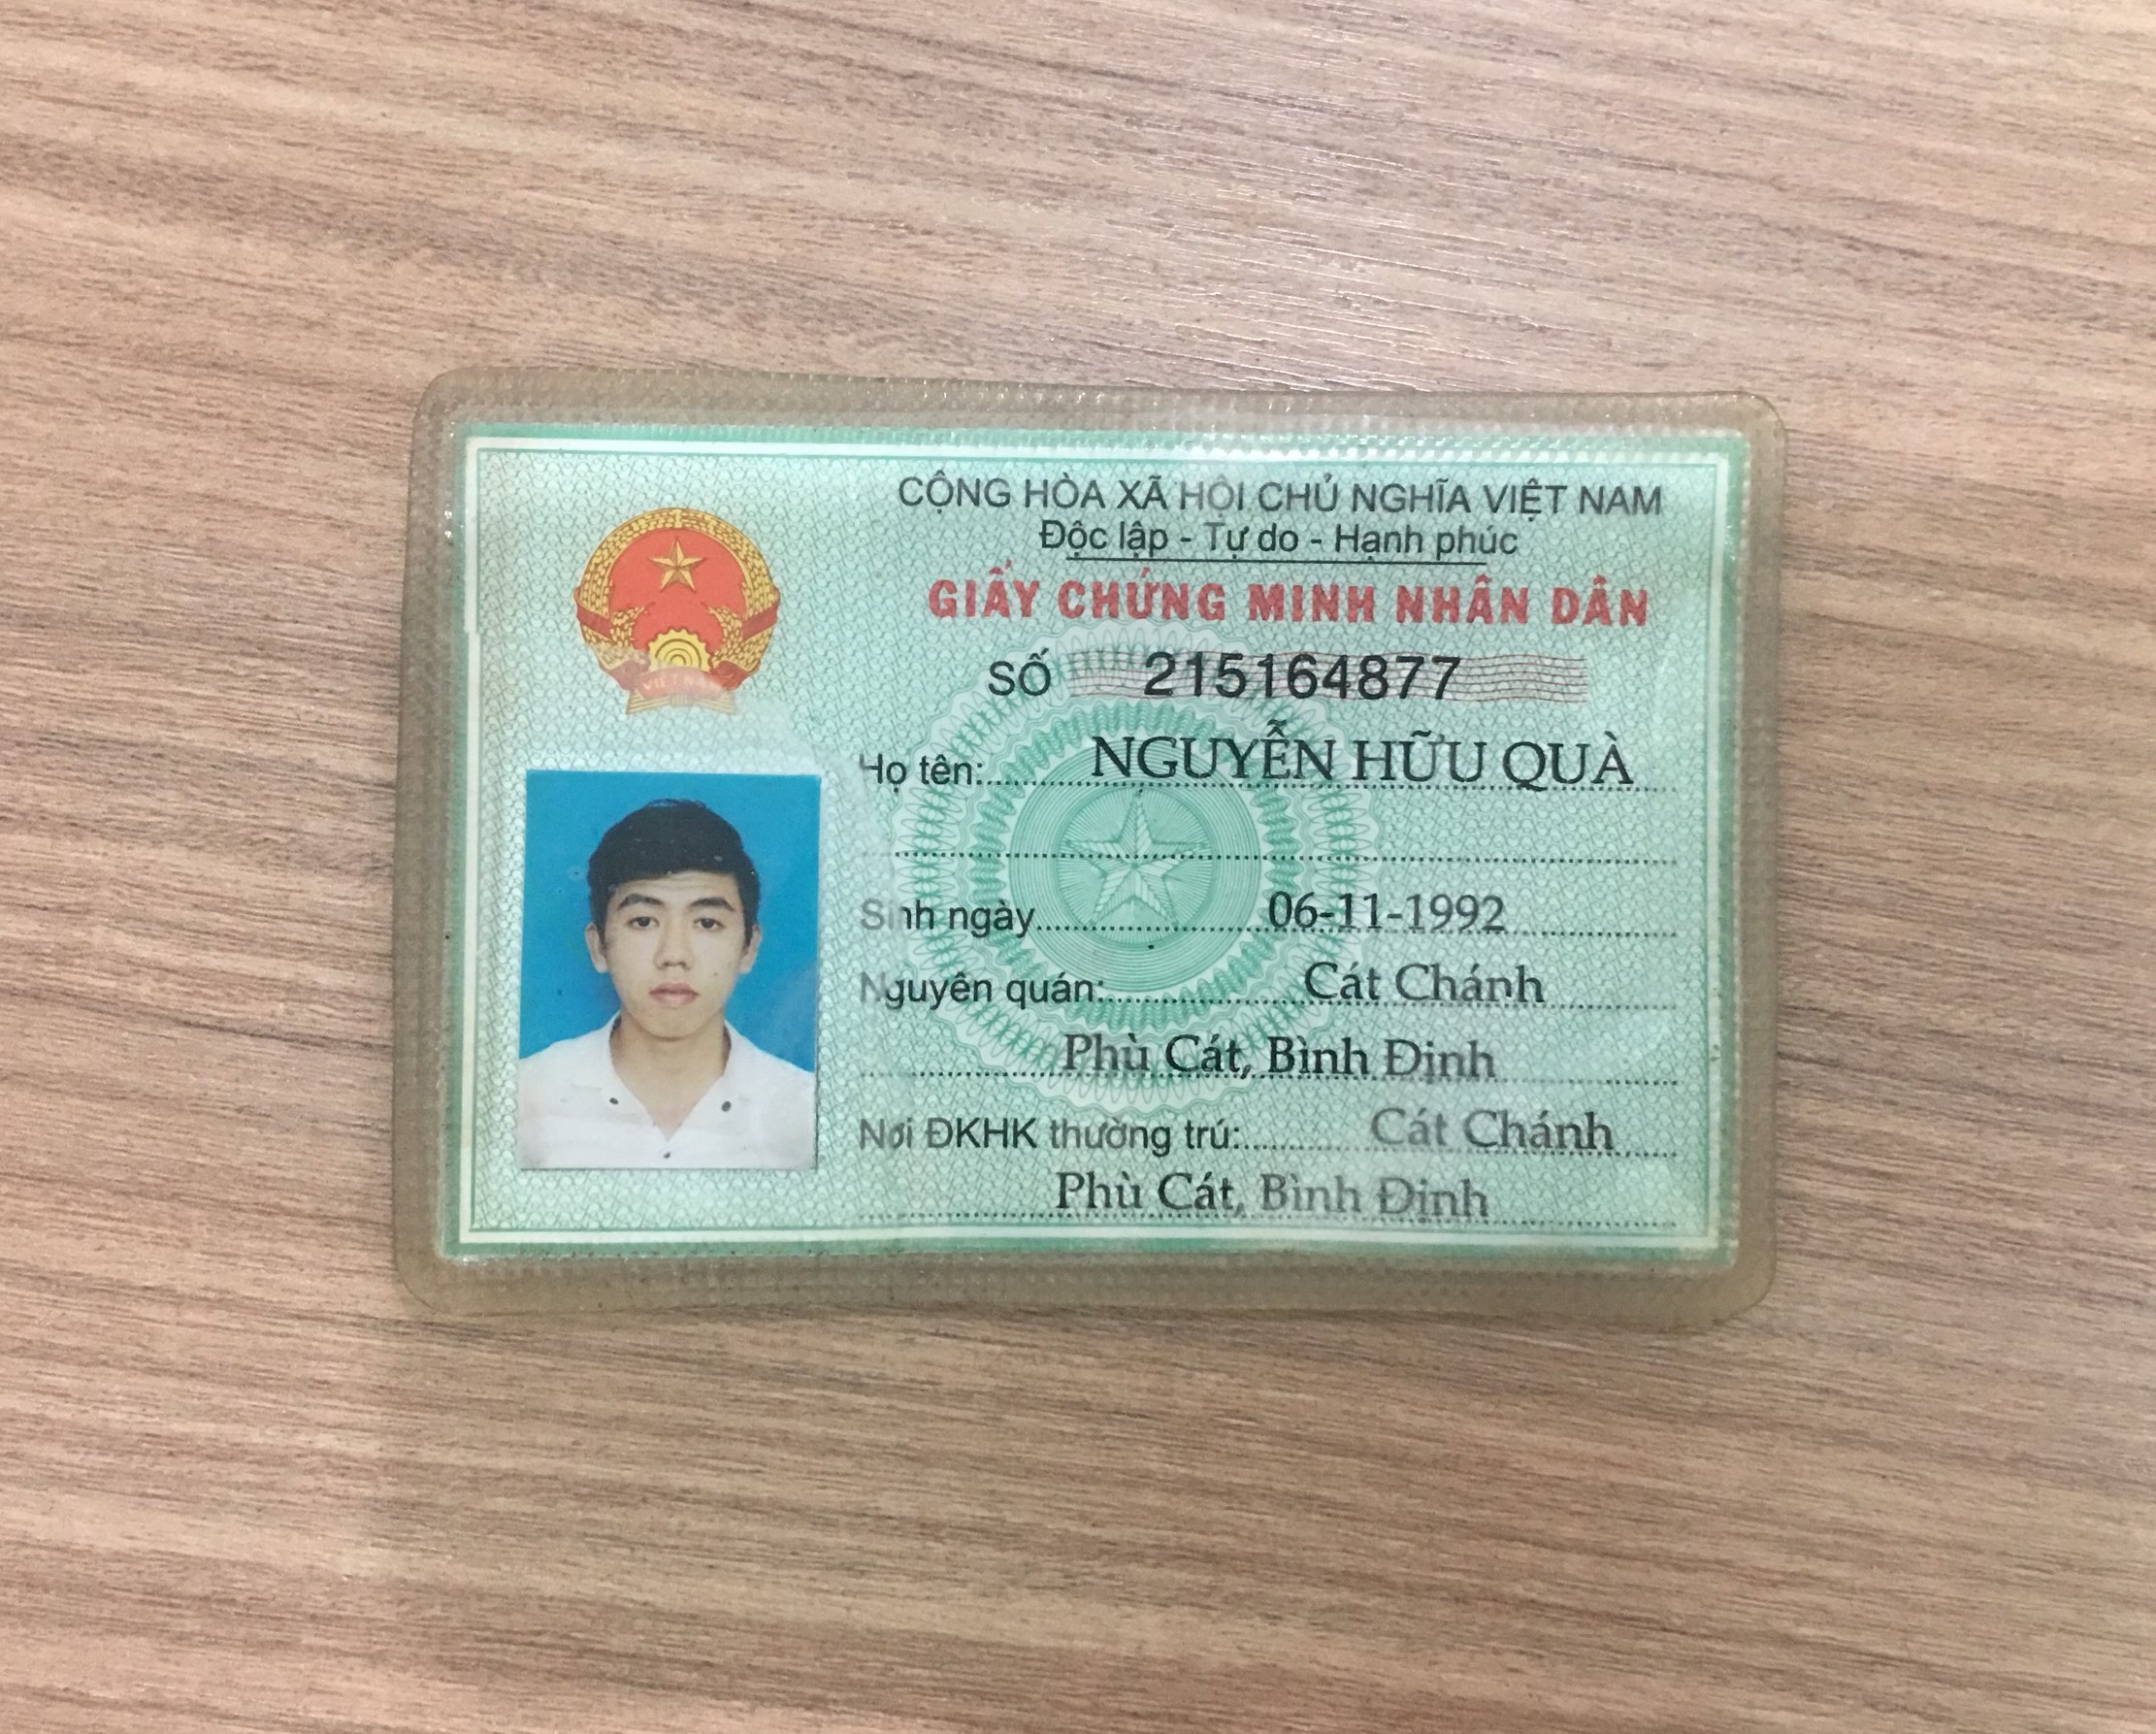 CỘNG HÒA XÃ HỘI CHỦ NGHĨA VIỆT NAM
Độc lập - Tự do - Hạnh phúc
GIẤY CHỨNG MINH NHÂN DÂN
SỐ 215164877
VIỆT NAM
Họ tên: NGUYỄN HỮU QUÀ
Sinh ngày 06-11-1992
Nguyên quán: Cát Chánh
Phù Cát, Bình Định
Nơi ĐKHK thường trú: Cát Chánh
Phù Cát, Bình Định